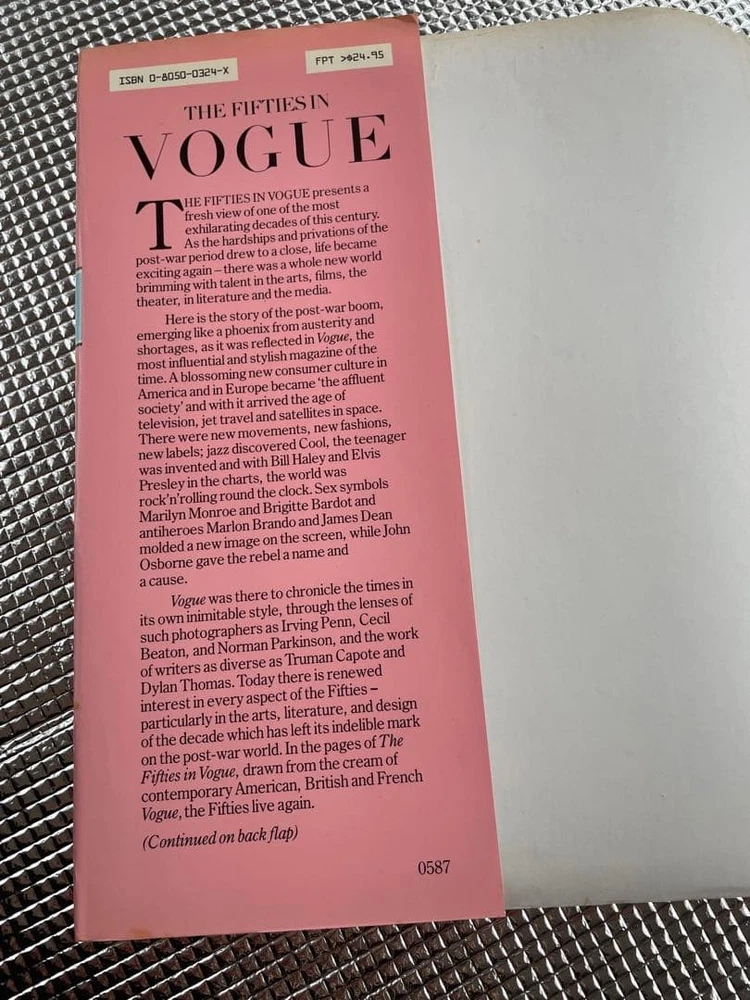 ISBN 0-8050-0324-X
FPT >$24.95
THE FIFTIES IN
VOGUE
THE FIFTIES IN VOGUE presents a
fresh view of one of the most
exhilarating decades of this century.
As the hardships and privations of the
post-war period drew to a close, life became
exciting again – there was a whole new world
brimming with talent in the arts, films, the
theater, in literature and the media.
Here is the story of the post-war boom,
emerging like a phoenix from austerity and
shortages, as it was reflected in Vogue, the
most influential and stylish magazine of the
time. A blossoming new consumer culture in
America and in Europe became ‘the affluent
society’ and with it arrived the age of
television, jet travel and satellites in space.
There were new movements, new fashions,
new labels; jazz discovered Cool, the teenager
was invented and with Bill Haley and Elvis
Presley in the charts, the world was
rock’n’rolling round the clock. Sex symbols
Marilyn Monroe and Brigitte Bardot and
antiheroes Marlon Brando and James Dean
molded a new image on the screen, while John
Osborne gave the rebel a name and
a cause.
Vogue was there to chronicle the times in
its own inimitable style, through the lenses of
such photographers as Irving Penn, Cecil
Beaton, and Norman Parkinson, and the work
of writers as diverse as Truman Capote and
Dylan Thomas. Today there is renewed
interest in every aspect of the Fifties –
particularly in the arts, literature, and design
of the decade which has left its indelible mark
on the post-war world. In the pages of The
Fifties in Vogue, drawn from the cream of
contemporary American, British and French
Vogue, the Fifties live again.
(Continued on back flap)
0587